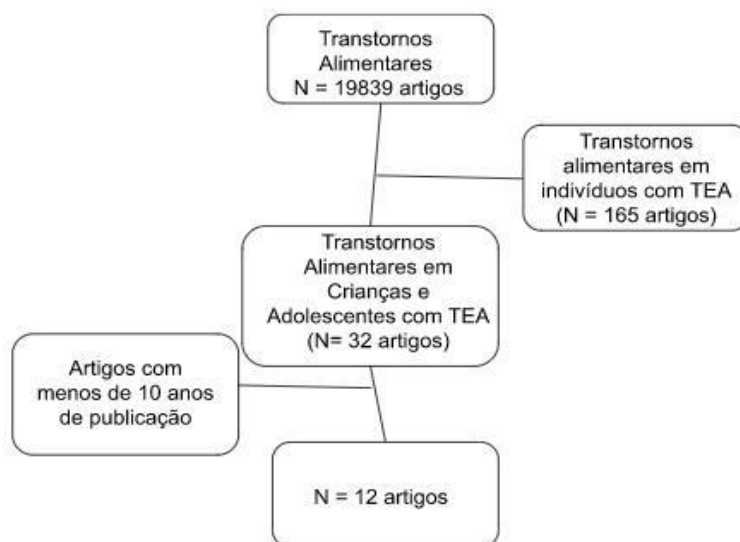 Transtornos
Alimentares
N = 19839 artigos
Transtornos
alimentares em
indivíduos com TEA
(N = 165 artigos)
Transtornos
Alimentares em
Crianças e
Adolescentes com TEA
(N= 32 artigos)
Artigos com
menos de 10 anos
de publicação
N = 12 artigos